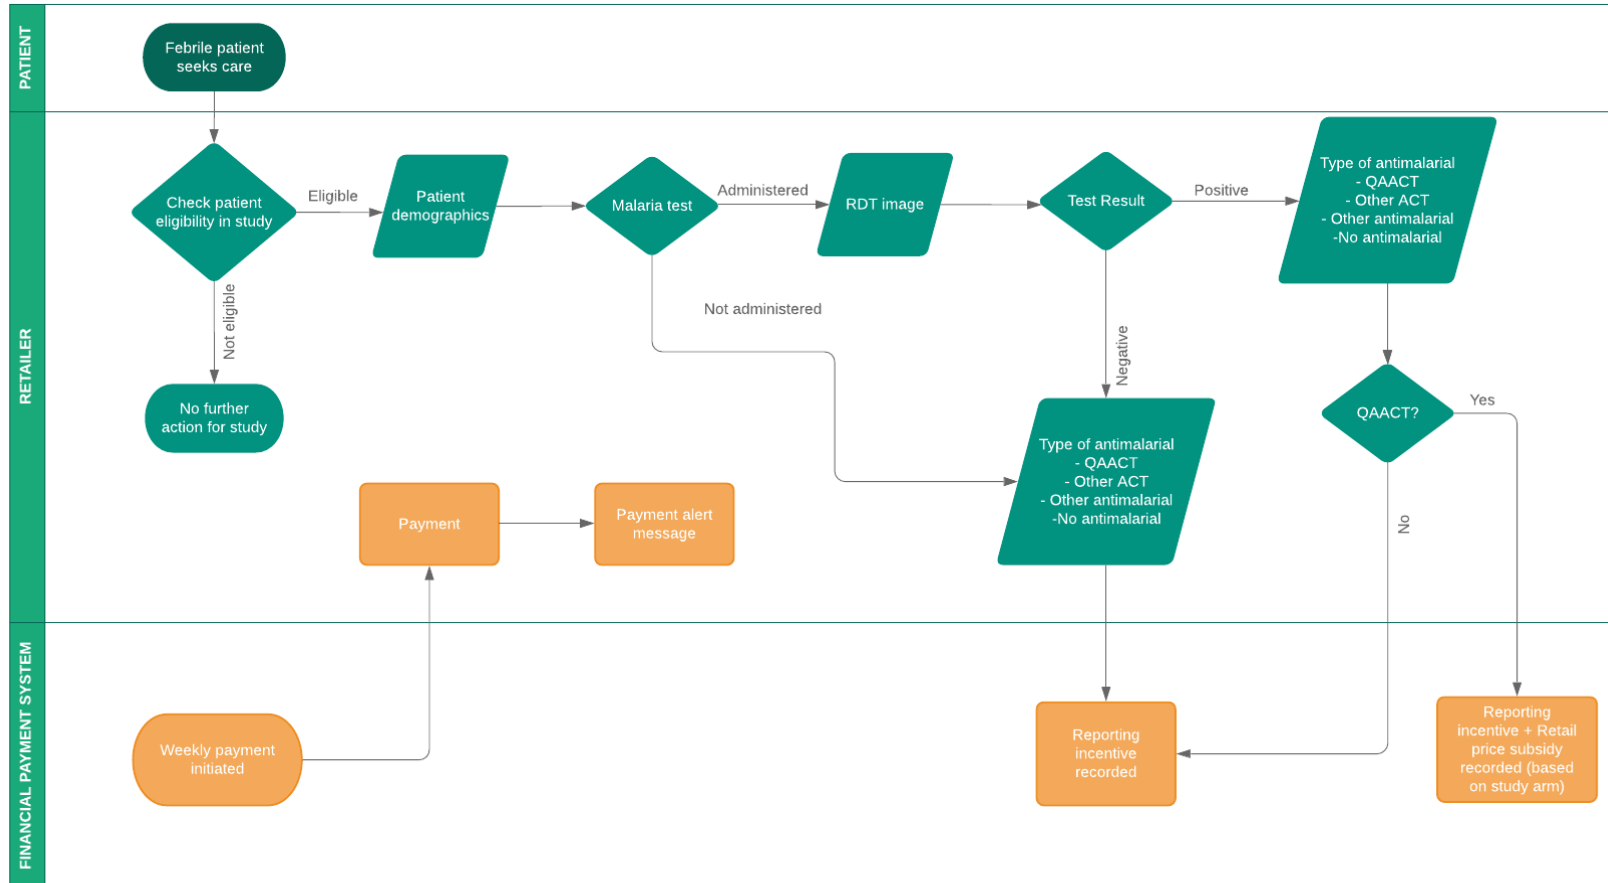 PATIENT
Febrile patient
seeks care
RETAILER
Check patient
eligibility in study
Eligible
Not eligible
No further
action for study
Patient
demographics
Malaria test
Administered
Not administered
RDT image
Test Result
Positive
Negative
Type of antimalarial
- QAACT
- Other ACT
- Other antimalarial
-No antimalarial
QAACT?
Yes
No
Type of antimalarial
- QAACT
- Other ACT
- Other antimalarial
-No antimalarial
Payment
Payment alert
message
FINANCIAL PAYMENT SYSTEM
Weekly payment
initiated
Reporting
incentive
recorded
Reporting
incentive + Retail
price subsidy
recorded (based
on study arm)